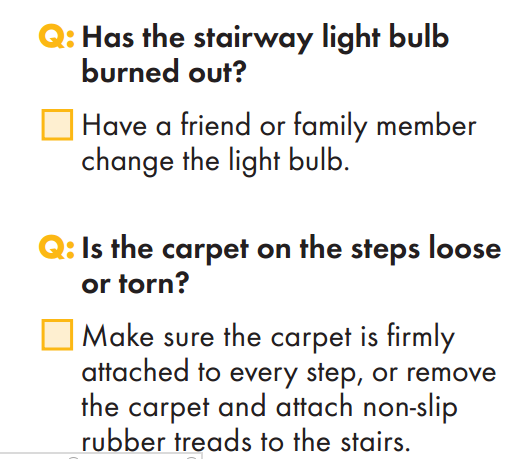 Q: Has the stairway light bulb
burned out?
Have a friend or family member
change the light bulb.
Q: Is the carpet on the steps loose
or torn?
Make sure the carpet is firmly
attached to every step, or remove
the carpet and attach non-slip
rubber treads to the stairs.